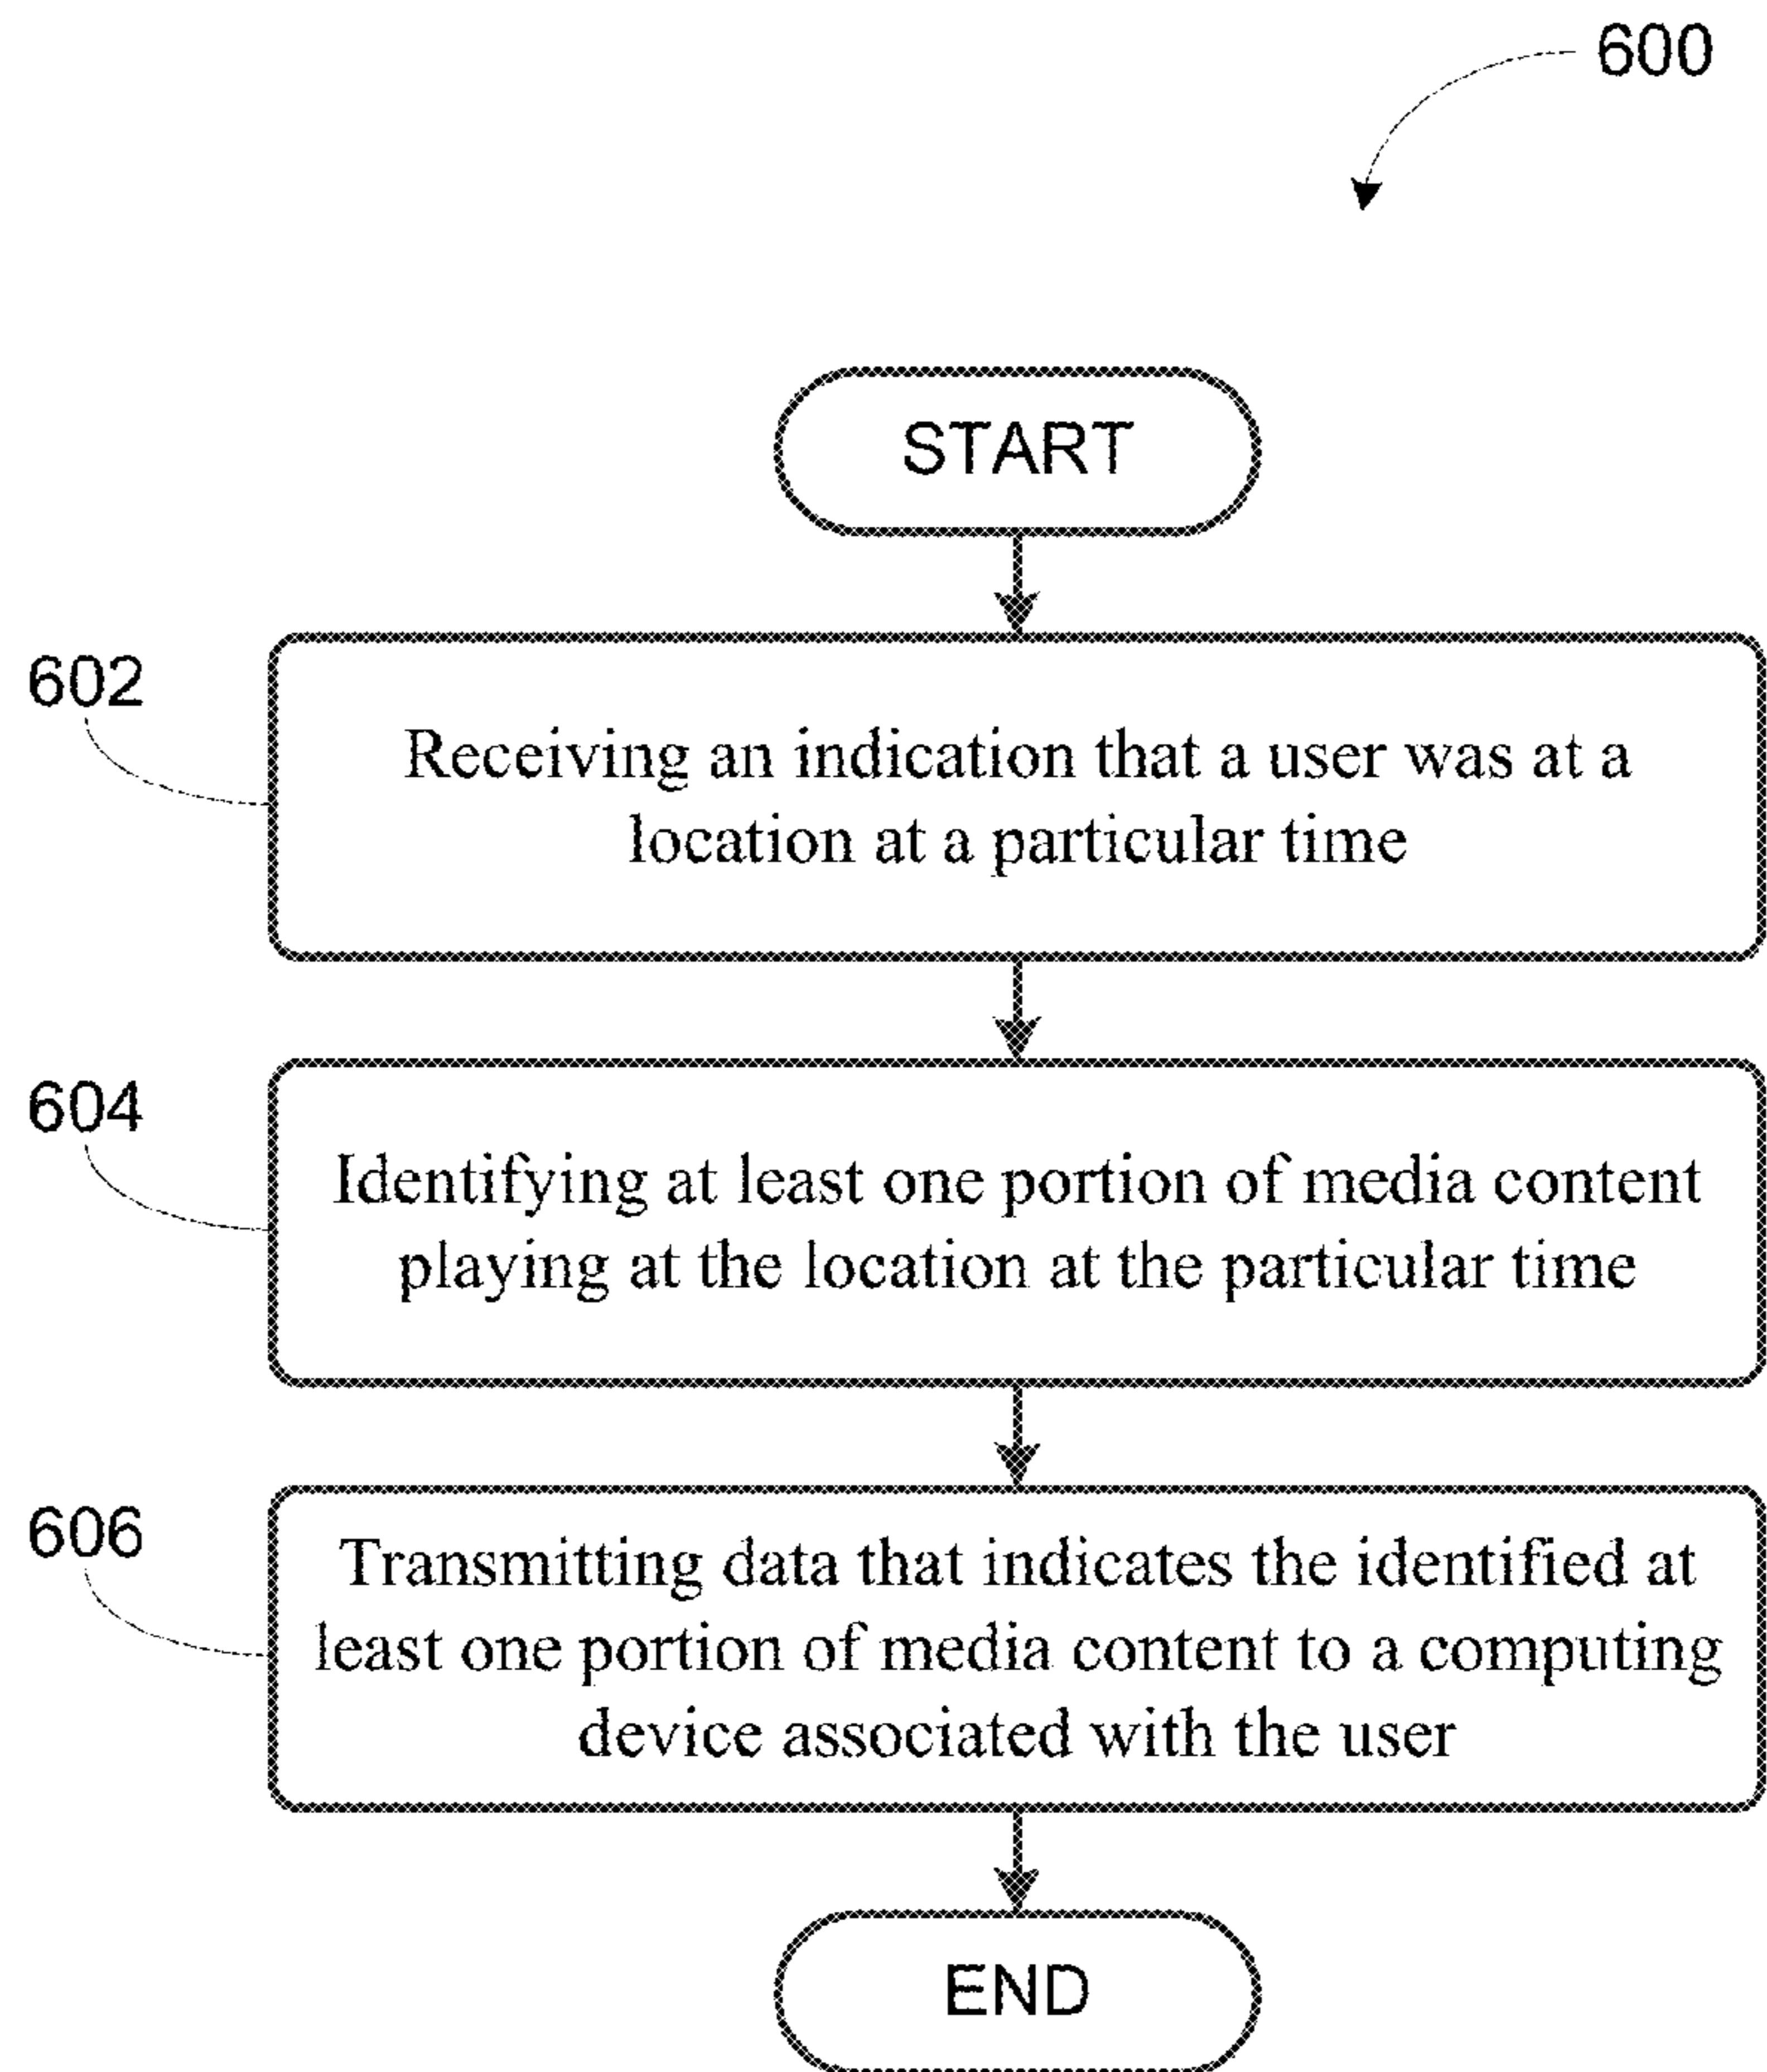 600
START
602
Receiving an indication that a user was at a
location at a particular time
604
Identifying at least one portion of media content
playing at the location at the particular time
606
Transmitting data that indicates the identified at
least one portion of media content to a computing
device associated with the user
END